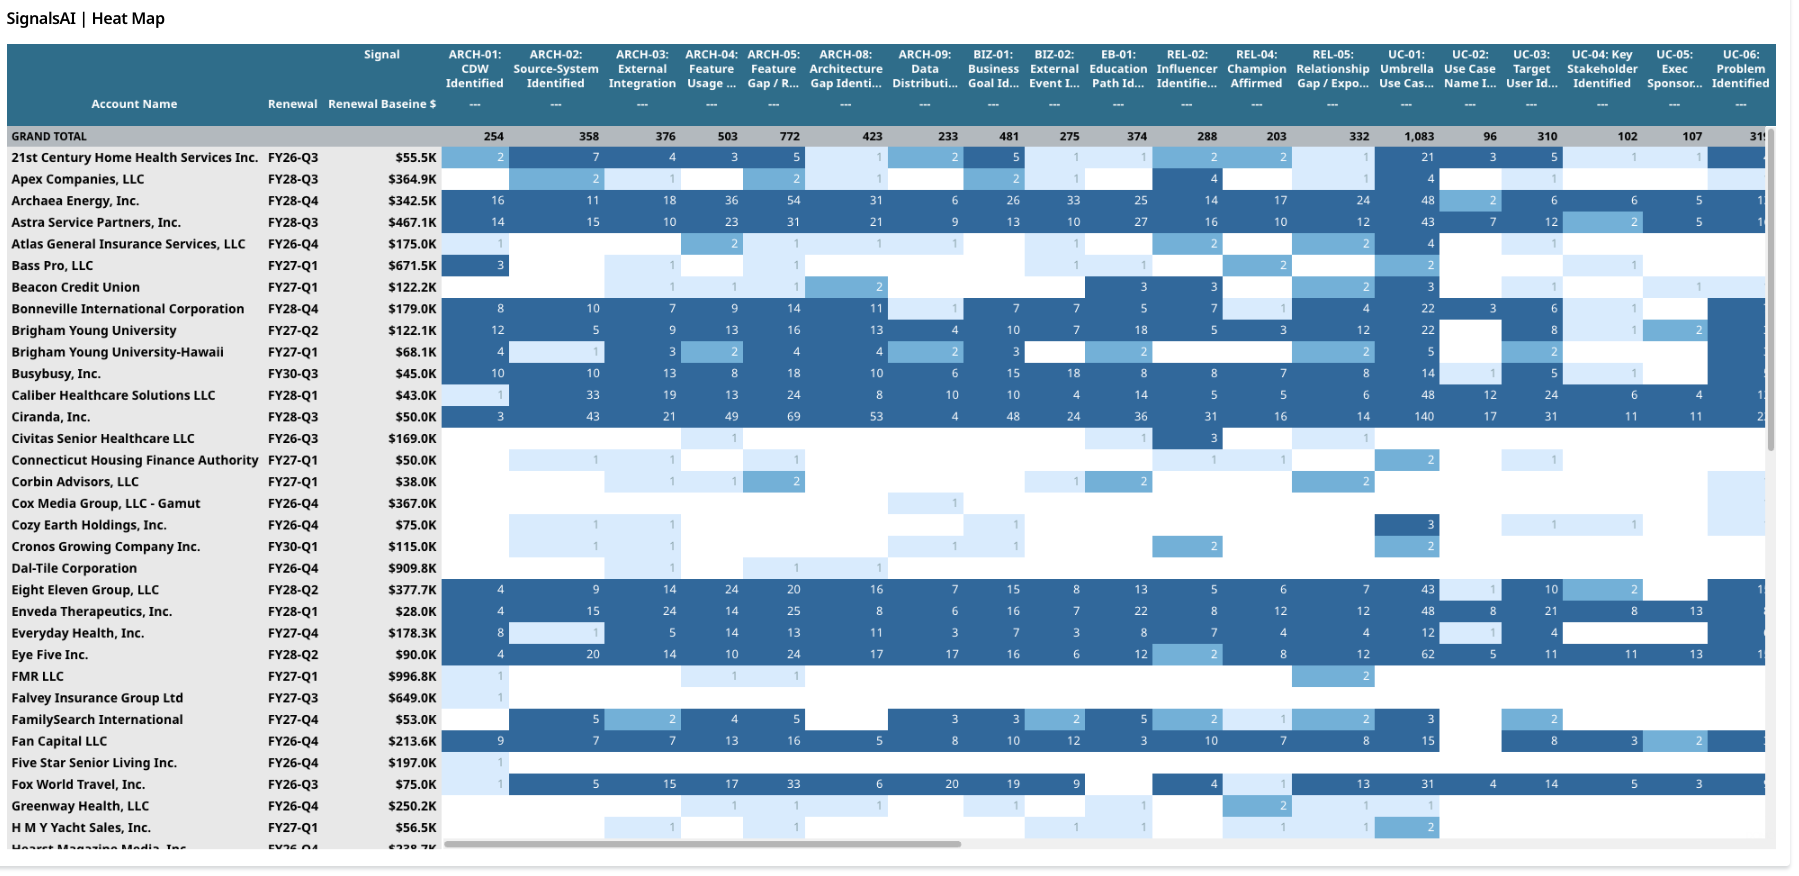 SignalsAI | Heat Map
Signal ARCH-01: CDW Identified ARCH-02: Source-System Identified ARCH-03: External Integration ARCH-04: Feature Usage ... ARCH-05: Feature Gap / R... ARCH-08: Architecture Gap Identi... ARCH-09: Data Distributi... BIZ-01: Business Goal Id... BIZ-02: External Event I... EB-01: Education Path Id... REL-02: Influencer Identifie... REL-04: Champion Affirmed REL-05: Relationship Gap / Expo... UC-01: Umbrella Use Cas... UC-02: Use Case Name I... UC-03: Target User Id... UC-04: Key Stakeholder Identified UC-05: Exec Sponsor... UC-06: Problem Identified
Account Name Renewal Renewal Baseine $ --- --- --- --- --- --- --- --- --- --- --- --- --- --- --- --- --- --- ---
GRAND TOTAL 254 358 376 503 772 423 233 481 275 374 288 203 332 1,083 96 310 102 107
21st Century Home Health Services Inc. FY26-Q3 $55.5K 2 7 4 3 5 1 2 5 1 1 2 2 1 21 3 5 1 1
Apex Companies, LLC FY28-Q3 $364.9K 2 1 2 1 2 1 4 1 4 1
Archaea Energy, Inc. FY28-Q4 $342.5K 16 11 18 36 54 31 6 26 33 25 14 17 24 48 2 6 6 5
Astra Service Partners, Inc. FY28-Q3 $467.1K 14 15 10 23 31 21 9 13 10 27 16 10 12 43 7 12 2 5
Atlas General Insurance Services, LLC FY26-Q4 $175.0K 1 2 1 1 1 1 2 2 4 1
Bass Pro, LLC FY27-Q1 $671.5K 3 1 1 1 1 2 2 1
Beacon Credit Union FY27-Q1 $122.2K 1 1 1 2 3 3 2 3 1 1
Bonneville International Corporation FY28-Q4 $179.0K 8 10 7 9 14 11 1 7 7 5 7 1 4 22 3 6 1
Brigham Young University FY27-Q2 $122.1K 12 5 9 13 16 13 4 10 7 18 5 3 12 22 8 1 2
Brigham Young University-Hawaii FY27-Q1 $68.1K 4 1 3 2 4 4 2 3 2 2 5 2
Busybusy, Inc. FY30-Q3 $45.0K 10 10 13 8 18 10 6 15 18 8 8 7 8 14 1 5 1
Caliber Healthcare Solutions LLC FY28-Q1 $43.0K 1 33 19 13 24 8 10 10 4 14 5 5 6 48 12 24 6 4
Ciranda, Inc. FY28-Q3 $50.0K 3 43 21 49 69 53 4 48 24 36 31 16 14 140 17 31 11 11
Civitas Senior Healthcare LLC FY26-Q3 $169.0K 1 1 3 1
Connecticut Housing Finance Authority FY27-Q1 $50.0K 1 1 1 1 1 2 1
Corbin Advisors, LLC FY27-Q1 $38.0K 1 1 2 1 2 2
Cox Media Group, LLC - Gamut FY26-Q4 $367.0K 1
Cozy Earth Holdings, Inc. FY26-Q4 $75.0K 1 1 1 3 1 1
Cronos Growing Company Inc. FY30-Q1 $115.0K 1 1 1 1 2 2
Dal-Tile Corporation FY26-Q4 $909.8K 1 1 1
Eight Eleven Group, LLC FY28-Q2 $377.7K 4 9 14 24 20 16 7 15 8 13 5 6 7 43 1 10 2
Enveda Therapeutics, Inc. FY28-Q1 $28.0K 4 15 24 14 25 8 6 16 7 22 8 12 12 48 8 21 8 13
Everyday Health, Inc. FY27-Q4 $178.3K 8 1 5 14 13 11 3 7 3 8 7 4 4 12 1 4
Eye Five Inc. FY28-Q2 $90.0K 4 20 14 10 24 17 17 16 6 12 2 8 12 62 5 11 11 13
FMR LLC FY27-Q1 $996.8K 1 1 1 2
Falvey Insurance Group Ltd FY27-Q3 $649.0K 1
FamilySearch International FY27-Q4 $53.0K 5 2 4 5 3 3 2 5 2 1 2 3 2
Fan Capital LLC FY26-Q4 $213.6K 9 7 7 13 16 5 8 10 12 3 10 7 8 15 8 3 2
Five Star Senior Living Inc. FY26-Q4 $197.0K 1
Fox World Travel, Inc. FY26-Q3 $75.0K 1 5 15 17 33 6 20 19 9 4 1 13 31 4 14 5 3
Greenway Health, LLC FY26-Q4 $250.2K 1 1 1 1 1 2 1 1
H M Y Yacht Sales, Inc. FY27-Q1 $56.5K 1 1 1 1 1 1 2
Hearst Magazine Media, Inc FY26-Q4 $238.7K